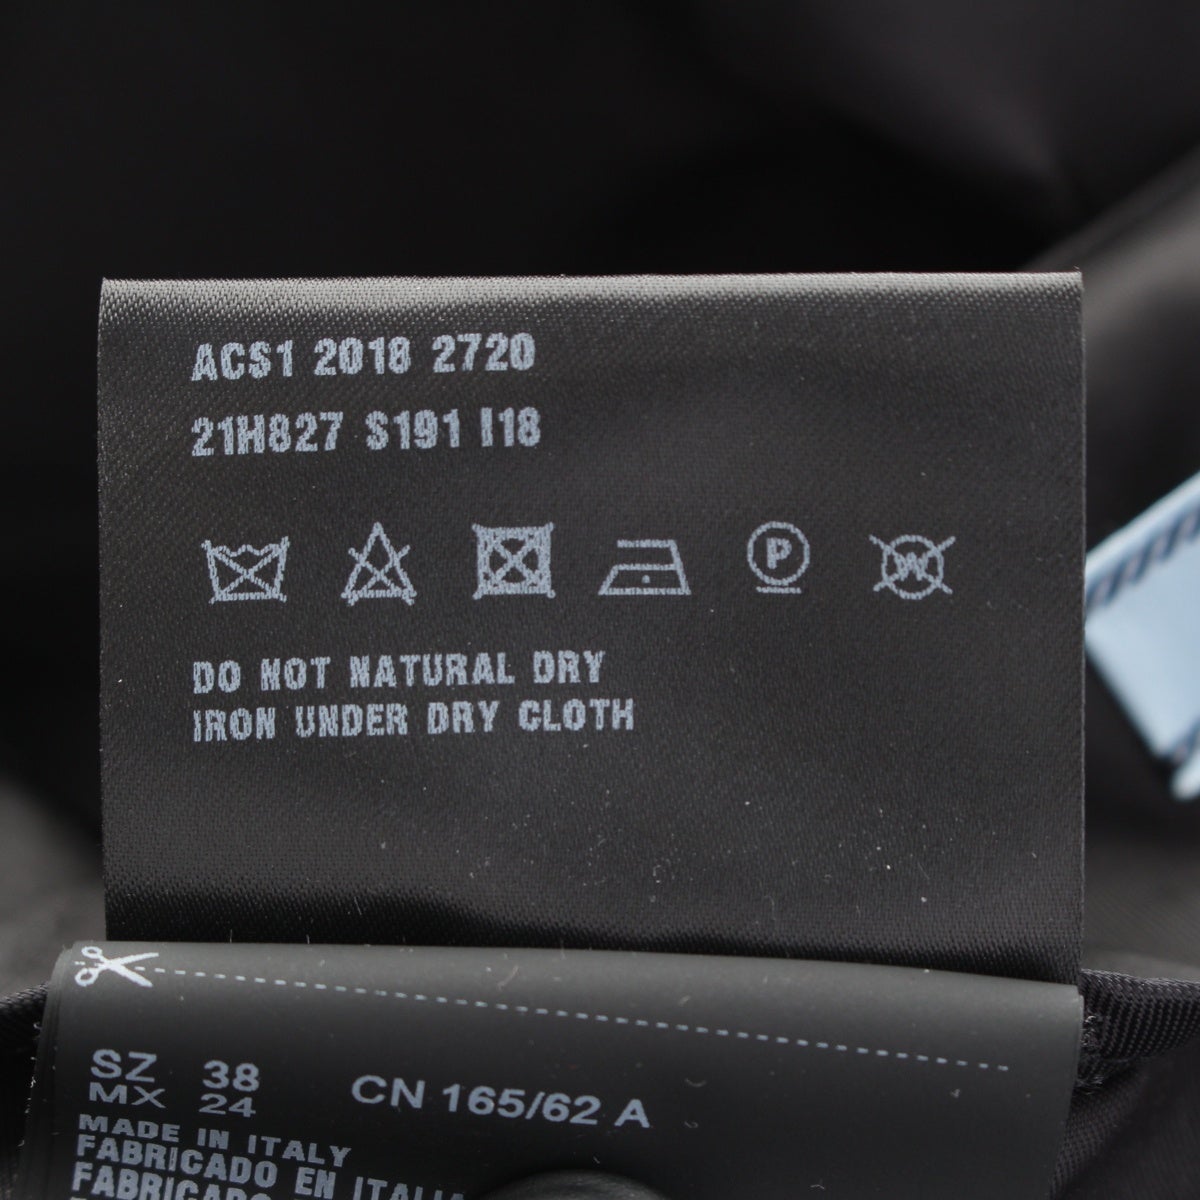 ACS1 2018 2720
21H827 S191 I18
P W
DO NOT NATURAL DRY
IRON UNDER DRY CLOTH
SZ 38
MX 24
CN 165/62 A
MADE IN ITALY
FABRICADO EN ITALIA
FABRICADO